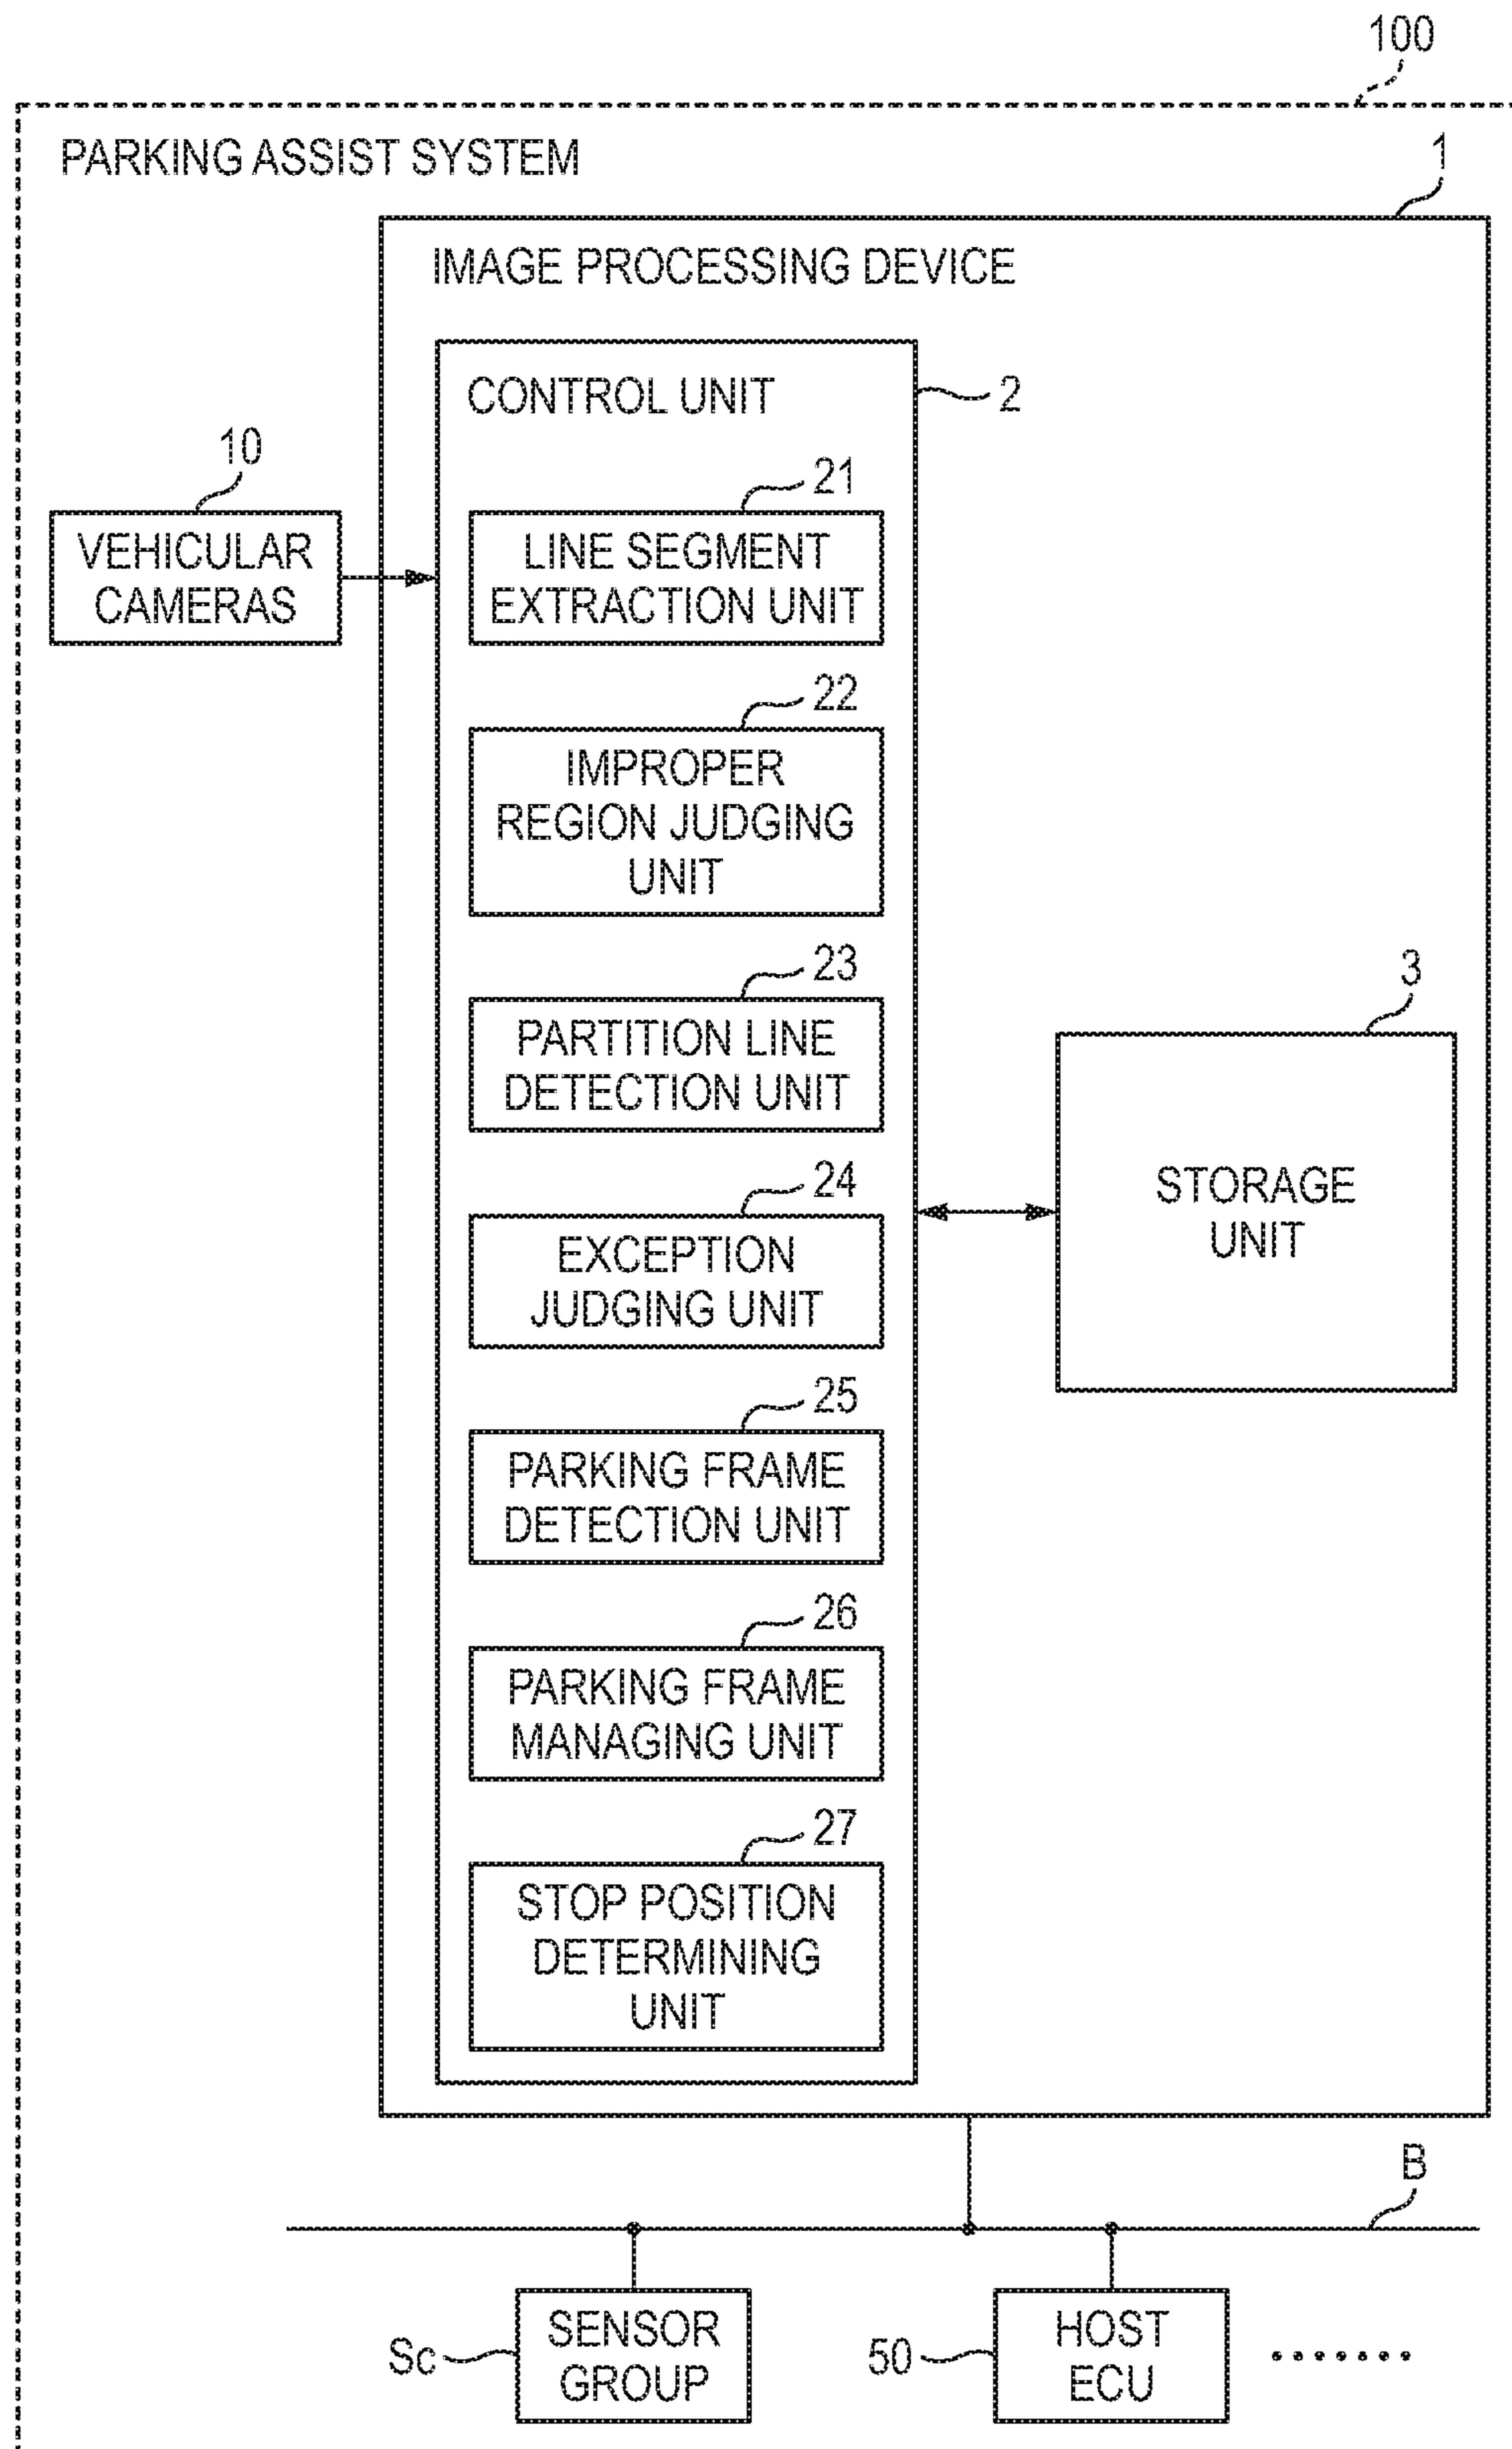 100
PARKING ASSIST SYSTEM
1
IMAGE PROCESSING DEVICE
CONTROL UNIT
2
10
VEHICULAR
CAMERAS
21
LINE SEGMENT
EXTRACTION UNIT
22
IMPROPER
REGION JUDGING
UNIT
23
PARTITION LINE
DETECTION UNIT
3
STORAGE
UNIT
24
EXCEPTION
JUDGING UNIT
25
PARKING FRAME
DETECTION UNIT
26
PARKING FRAME
MANAGING UNIT
27
STOP POSITION
DETERMINING
UNIT
B
Sc
SENSOR
GROUP
50
HOST
ECU
.......